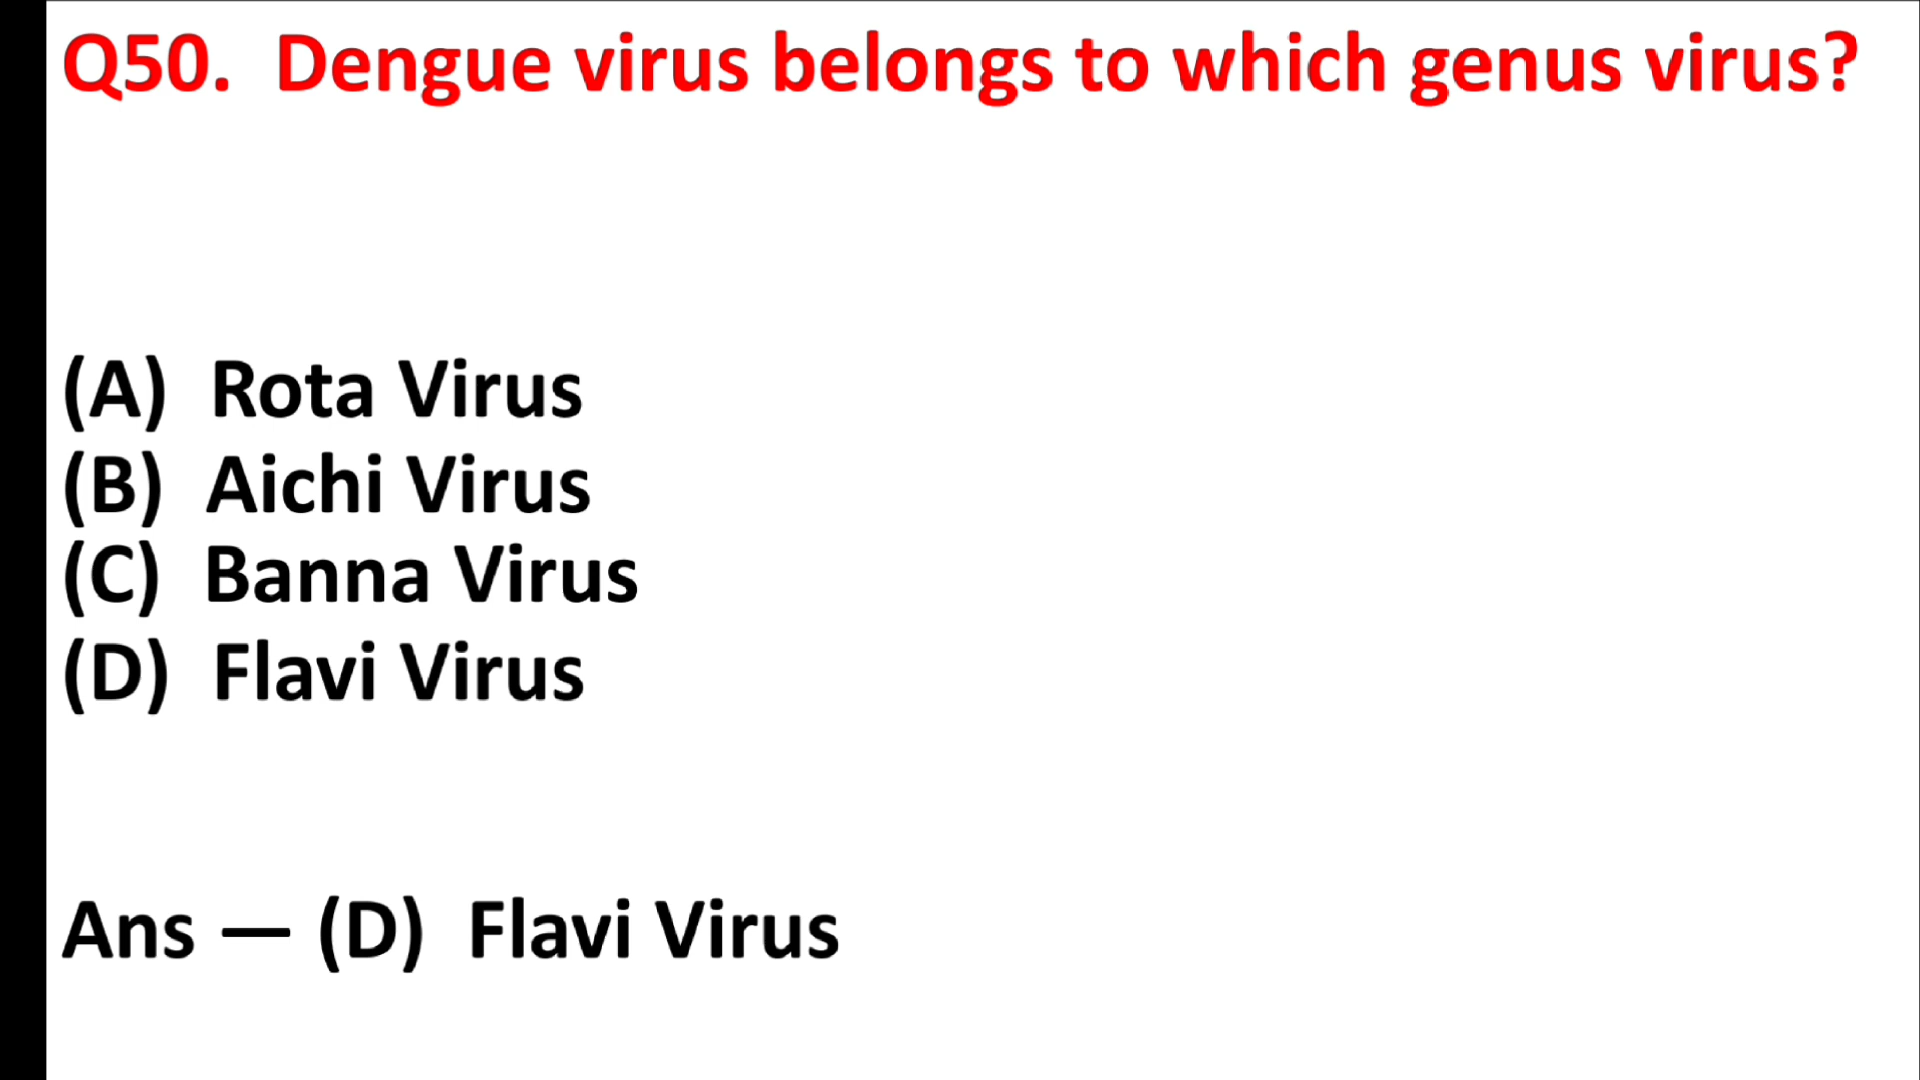 Q50. Dengue virus belongs to which genus virus?
(A) Rota Virus
(B) Aichi Virus
(C) Banna Virus
(D) Flavi Virus
Ans — (D) Flavi Virus